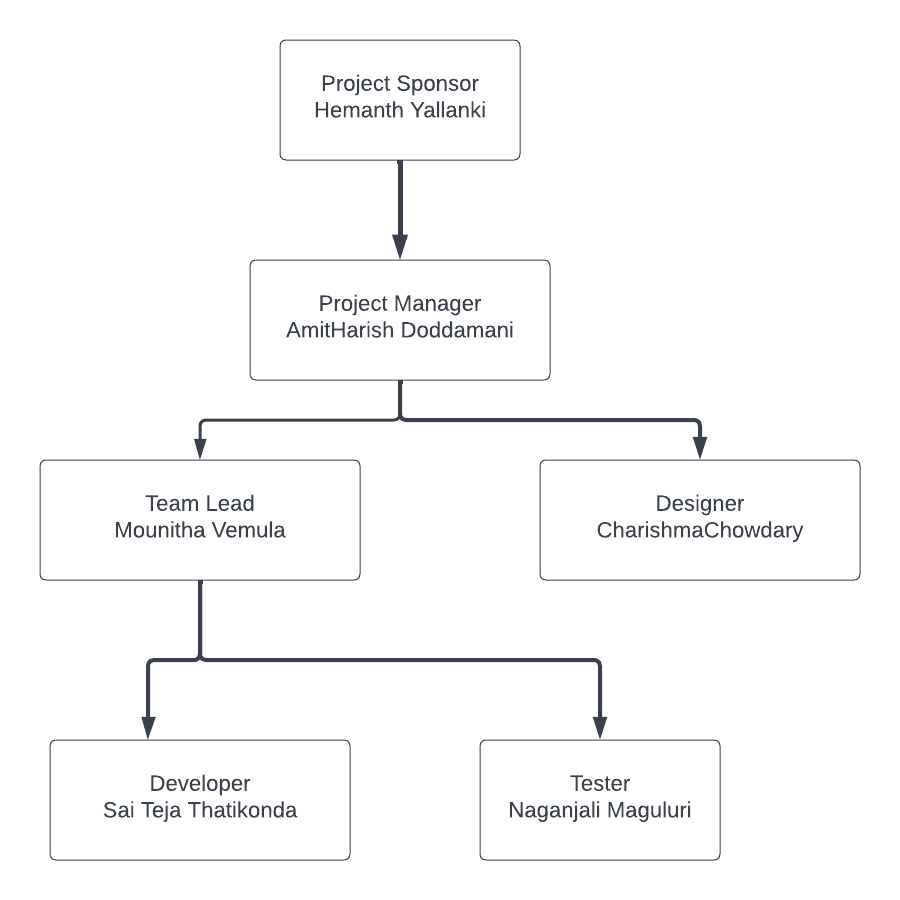 Project Sponsor
Hemanth Yallanki
Project Manager
AmitHarish Doddamani
Team Lead
Mounitha Vemula
Designer
CharishmaChowdary
Developer
Sai Teja Thatikonda
Tester
Naganjali Maguluri